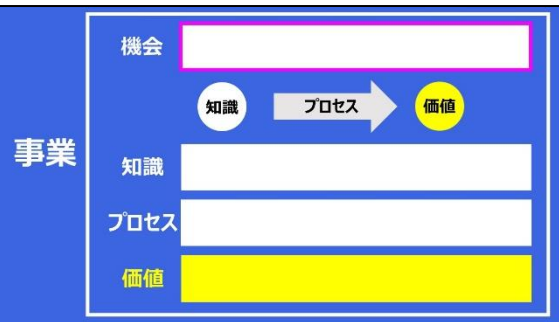 機会
知識 プロセス 価値
事業
知識
プロセス
価値